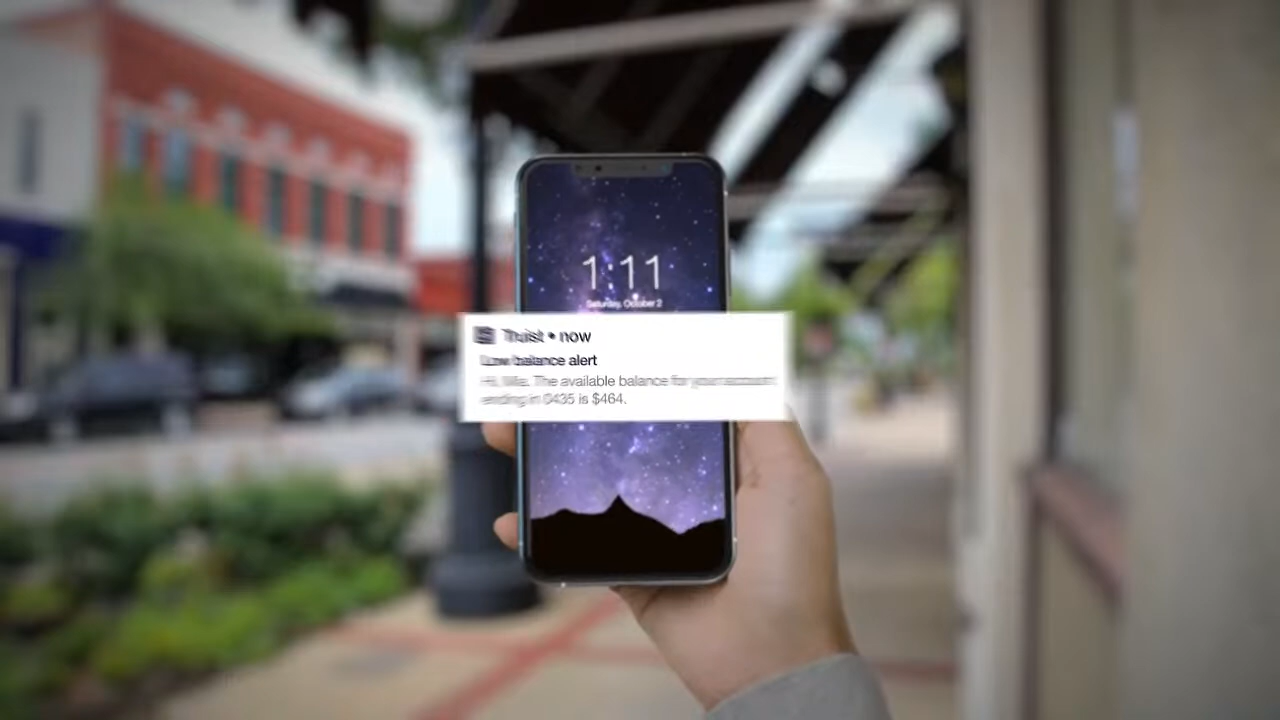 1:11
Saturday, October 2
Truist • now
Low balance alert
Hi, Mia. The available balance for your account
ending in 0435 is $464.